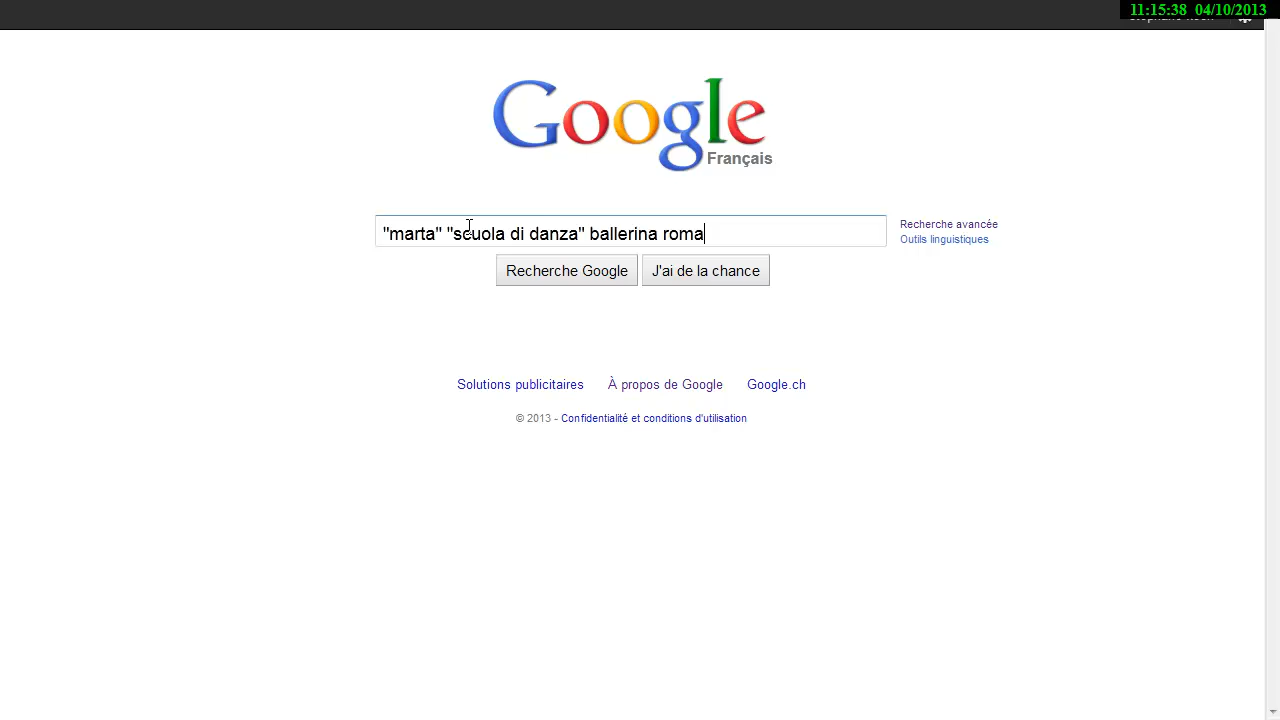 11:15:38 04/10/2013
Google
Français
"marta" "scuola di danza" ballerina roma
Recherche avancée
Outils linguistiques
Recherche Google
J'ai de la chance
Solutions publicitaires
À propos de Google
Google.ch
© 2013 - Confidentialité et conditions d'utilisation